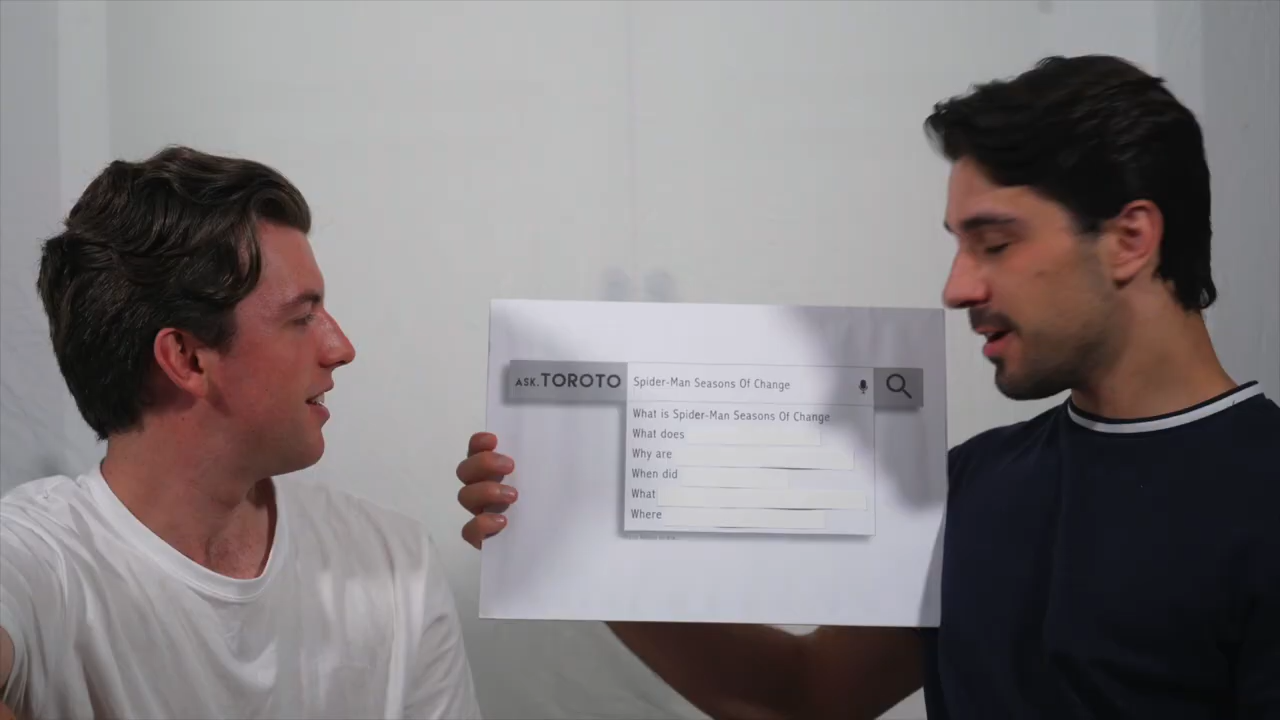 ASK.TOROTO Spider-Man Seasons Of Change
What is Spider-Man Seasons Of Change
What does
Why are
When did
What
Where